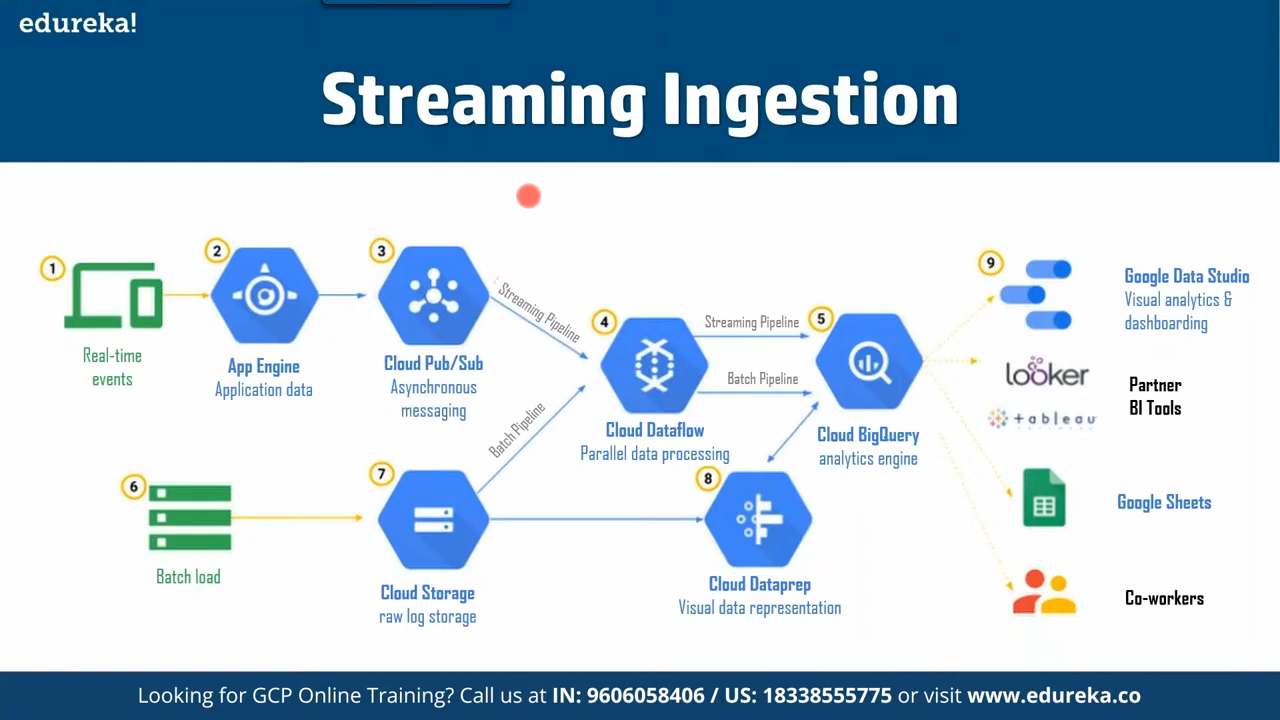 edureka!
Streaming Ingestion
1
Real-time
events
2
App Engine
Application data
3
Cloud Pub/Sub
Asynchronous
messaging
Streaming Pipeline
Batch Pipeline
4
Cloud Dataflow
Parallel data processing
Streaming Pipeline
Batch Pipeline
5
Cloud BigQuery
analytics engine
6
Batch load
7
Cloud Storage
raw log storage
8
Cloud Dataprep
Visual data representation
9
Google Data Studio
Visual analytics &
dashboarding
looker
+ableau
Partner
BI Tools
Google Sheets
Co-workers
Looking for GCP Online Training? Call us at IN: 9606058406 / US: 18338555775 or visit www.edureka.co